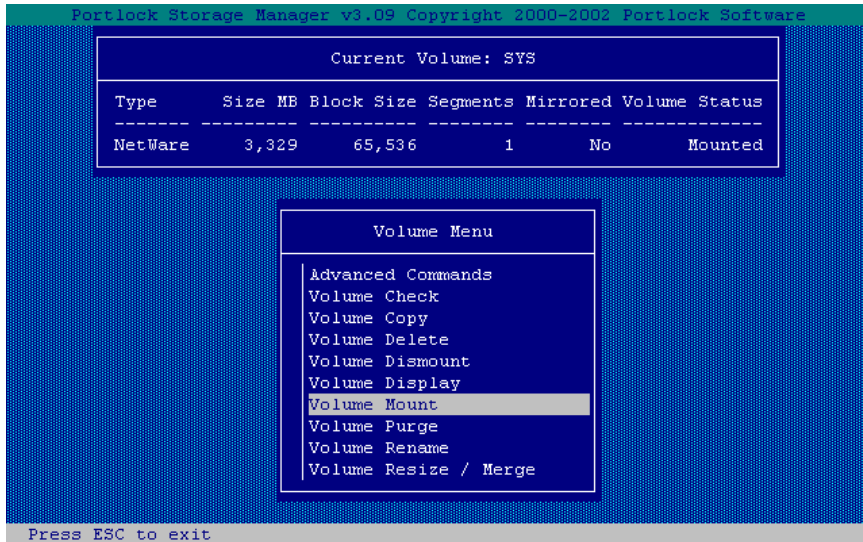 Portlock Storage Manager v3.09 Copyright 2000-2002 Portlock Software
Current Volume: SYS
Type Size MB Block Size Segments Mirrored Volume Status
------- --------- ---------- -------- -------- -------------
NetWare 3,329 65,536 1 No Mounted
Volume Menu
Advanced Commands
Volume Check
Volume Copy
Volume Delete
Volume Dismount
Volume Display
Volume Mount
Volume Purge
Volume Rename
Volume Resize / Merge
Press ESC to exit